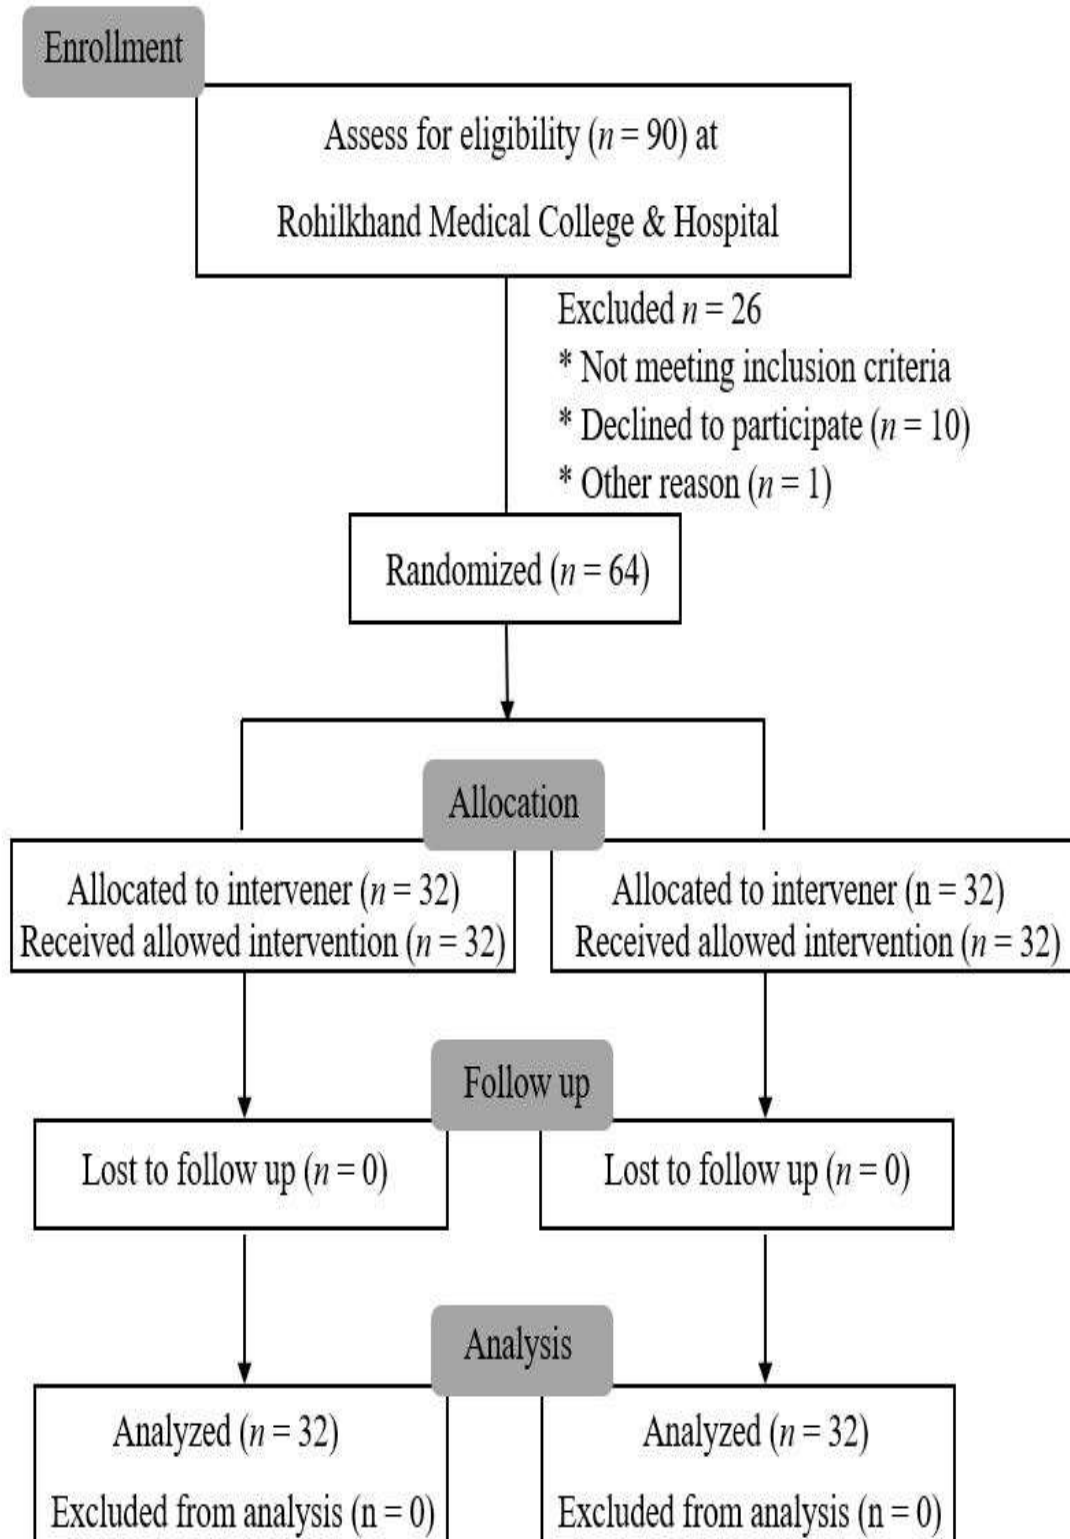 Enrollment
Assess for eligibility (n = 90) at
Rohilkhand Medical College & Hospital
Excluded n = 26
* Not meeting inclusion criteria
* Declined to participate (n = 10)
* Other reason (n = 1)
Randomized (n = 64)
Allocation
Allocated to intervener (n = 32)
Received allowed intervention (n = 32)
Allocated to intervener (n = 32)
Received allowed intervention (n = 32)
Follow up
Lost to follow up (n = 0)
Lost to follow up (n = 0)
Analysis
Analyzed (n = 32)
Excluded from analysis (n = 0)
Analyzed (n = 32)
Excluded from analysis (n = 0)